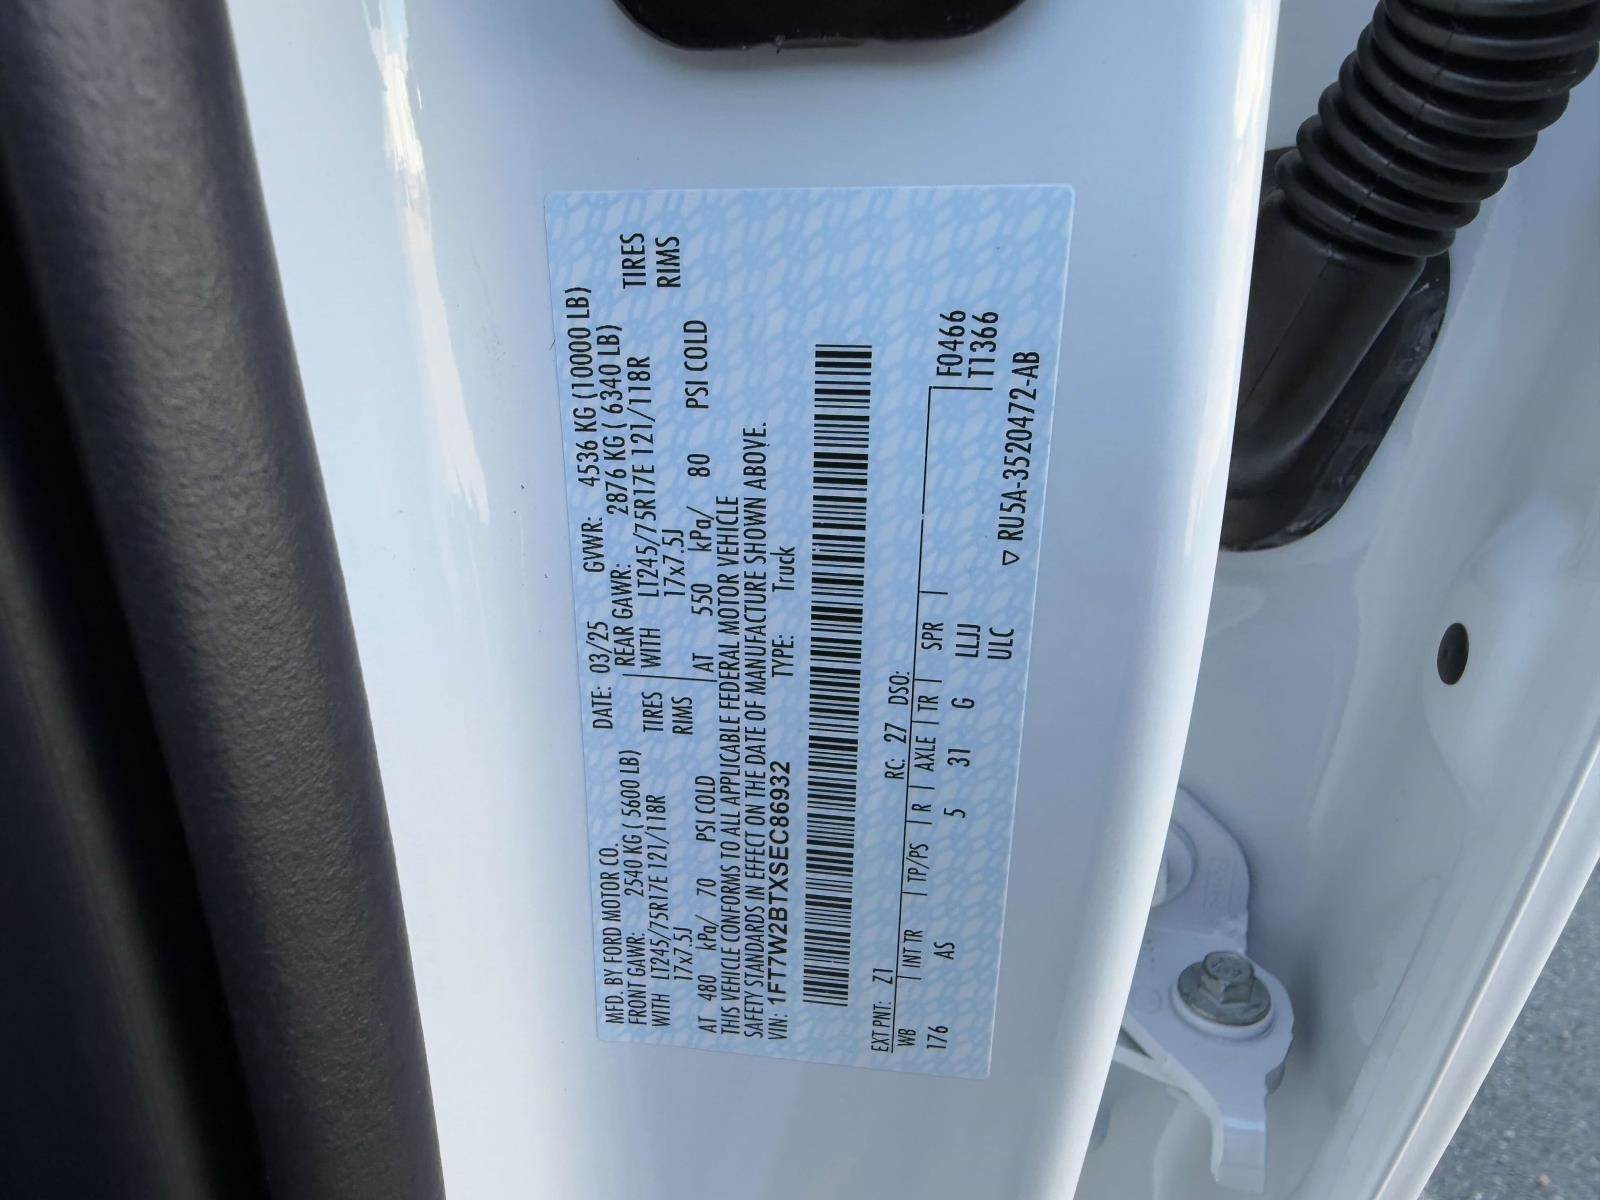 MFD. BY FORD MOTOR CO. DATE: 03/25 GVWR: 4536 KG (10000 LB)
FRONT GAWR: 2540 KG ( 5600 LB) REAR GAWR: 2876 KG ( 6340 LB)
WITH LT245/75R17E 121/118R TIRES WITH LT245/75R17E 121/118R TIRES
17x7.5J RIMS 17x7.5J RIMS
AT 480 kPa/ 70 PSI COLD AT 550 kPa/ 80 PSI COLD
THIS VEHICLE CONFORMS TO ALL APPLICABLE FEDERAL MOTOR VEHICLE
SAFETY STANDARDS IN EFFECT ON THE DATE OF MANUFACTURE SHOWN ABOVE.
VIN: 1FT7W2BTXSEC86932 TYPE: Truck
EXT PNT: Z1 RC: 27 DSO:
WB | INT TR | TP/PS | R | AXLE | TR | SPR | F0466
176 AS 5 31 G LLJJ T1366
ULC ▽ RU5A-3520472-AB